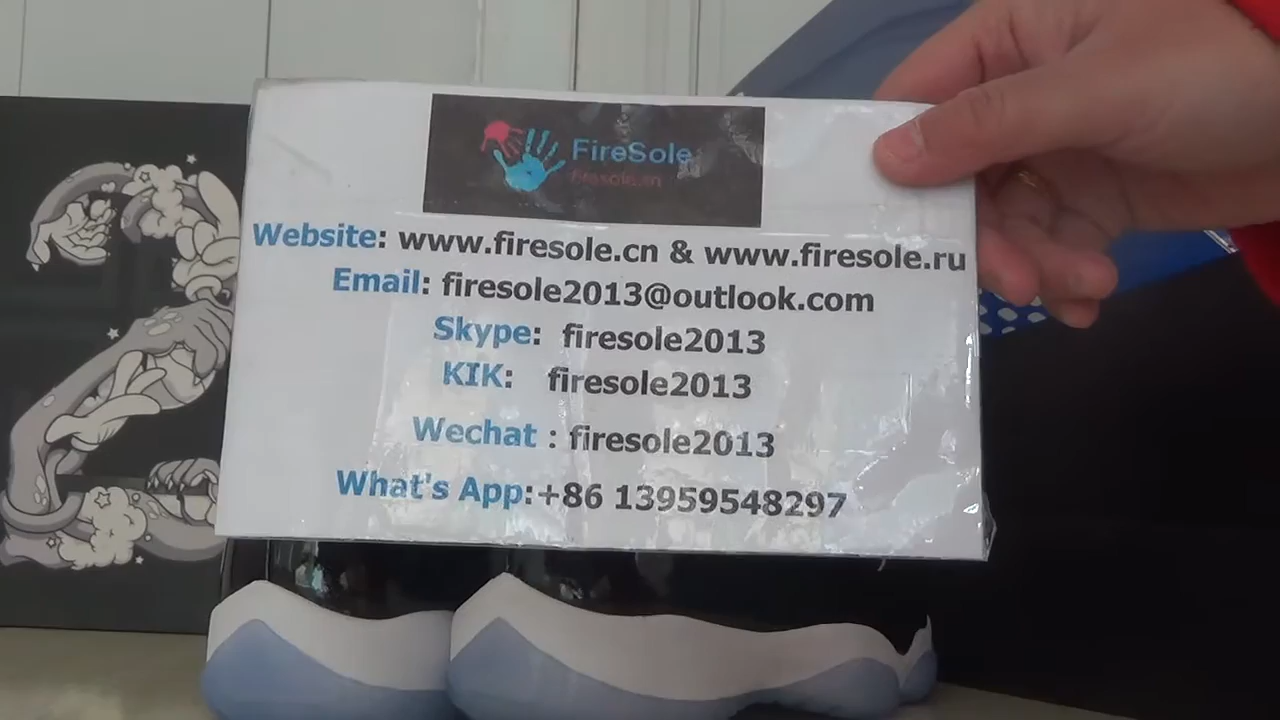 FireSole
firesole.cn
Website: www.firesole.cn & www.firesole.ru
Email: firesole2013@outlook.com
Skype: firesole2013
KIK: firesole2013
Wechat : firesole2013
What's App:+86 13959548297